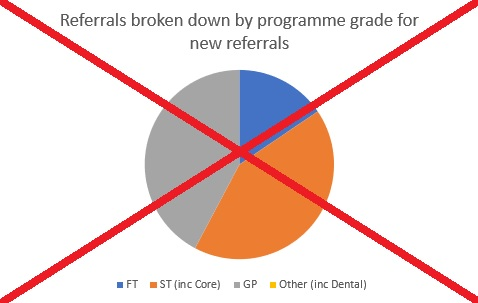 Referrals broken down by programme grade for
new referrals
FT ST (inc Core) GP Other (inc Dental)